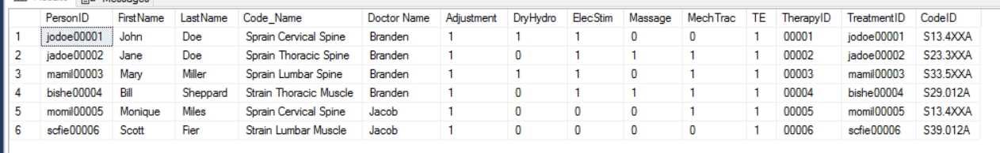 PersonID FirstName LastName Code_Name Doctor Name Adjustment DryHydro ElecStim Massage MechTrac TE TherapyID TreatmentID CodeID
1 jodoe00001 John Doe Sprain Cervical Spine Branden 1 1 1 0 0 1 00001 jodoe00001 S13.4XXA
2 jadoe00002 Jane Doe Sprain Thoracic Spine Branden 1 0 1 1 1 1 00002 jadoe00002 S23.3XXA
3 mamil00003 Mary Miller Sprain Lumbar Spine Branden 1 1 1 0 1 1 00003 mamil00003 S33.5XXA
4 bishe00004 Bill Sheppard Strain Thoracic Muscle Branden 1 0 1 1 1 1 00004 bishe00004 S29.012A
5 momil00005 Monique Miles Sprain Cervical Spine Jacob 1 0 0 0 1 1 00005 momil00005 S13.4XXA
6 scfie00006 Scott Fier Strain Lumbar Muscle Jacob 1 0 0 0 0 1 00006 scfie00006 S39.012A